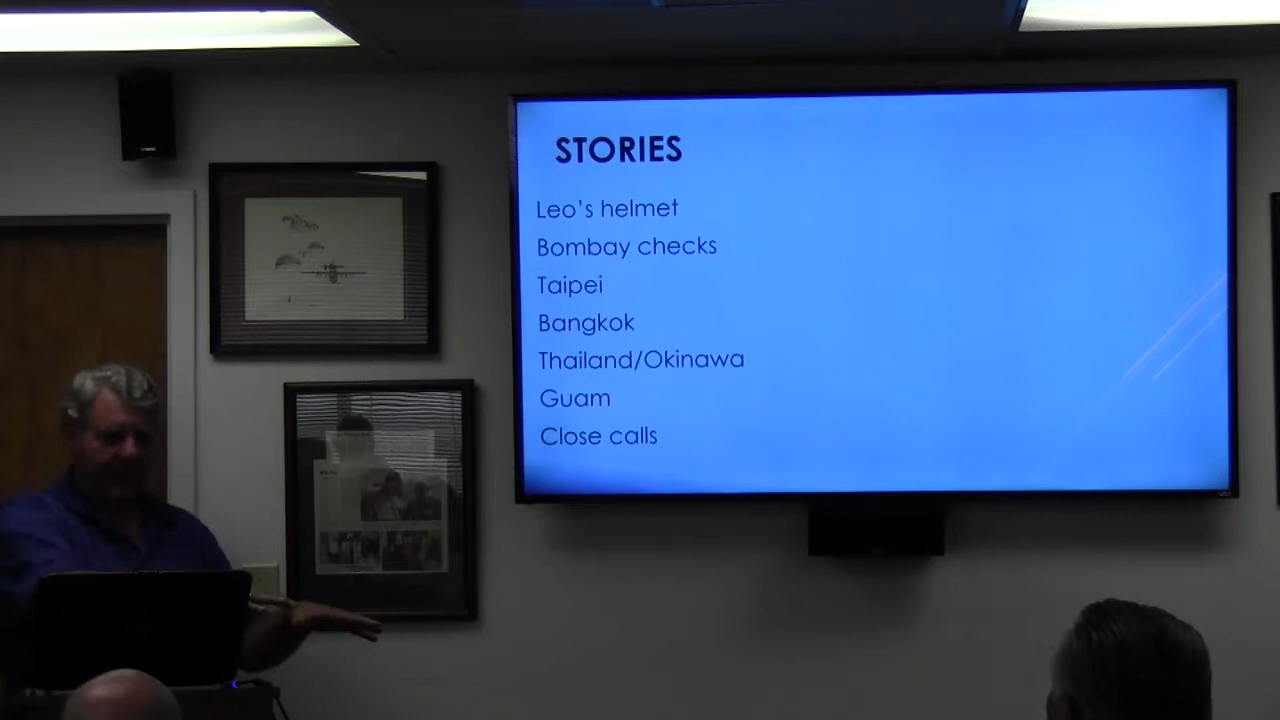 STORIES
Leo's helmet
Bombay checks
Taipei
Bangkok
Thailand/Okinawa
Guam
Close calls